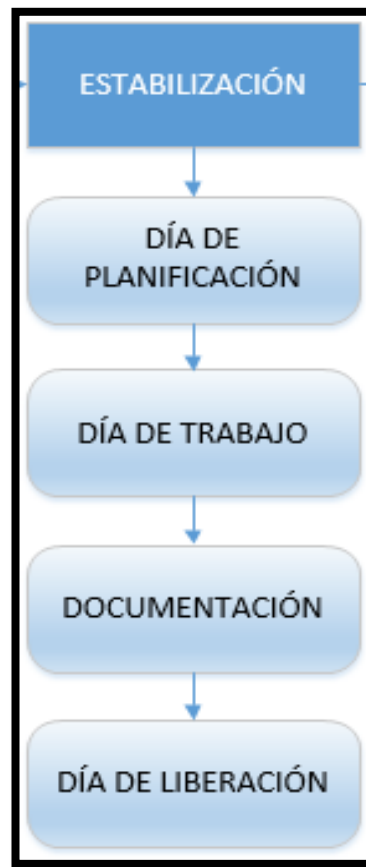 ESTABILIZACIÓN
DÍA DE
PLANIFICACIÓN
DÍA DE TRABAJO
DOCUMENTACIÓN
DÍA DE LIBERACIÓN